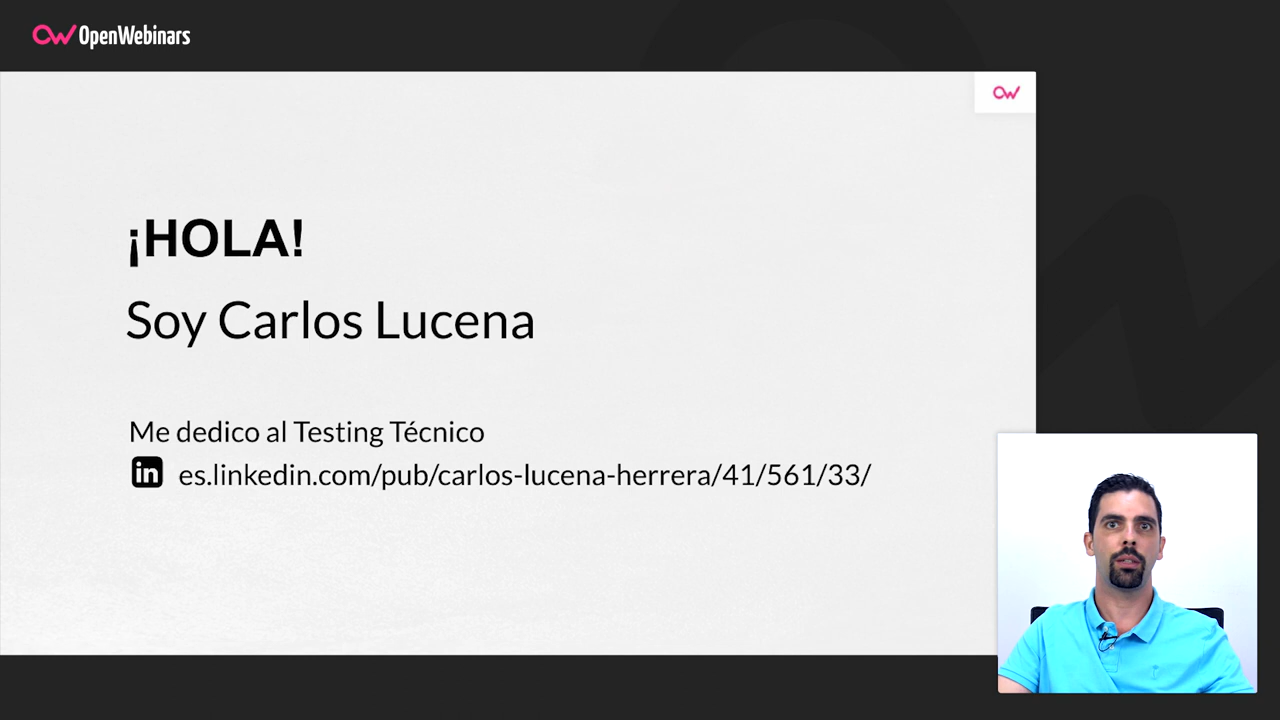 OpenWebinars
¡HOLA!
Soy Carlos Lucena
Me dedico al Testing Técnico
in es.linkedin.com/pub/carlos-lucena-herrera/41/561/33/